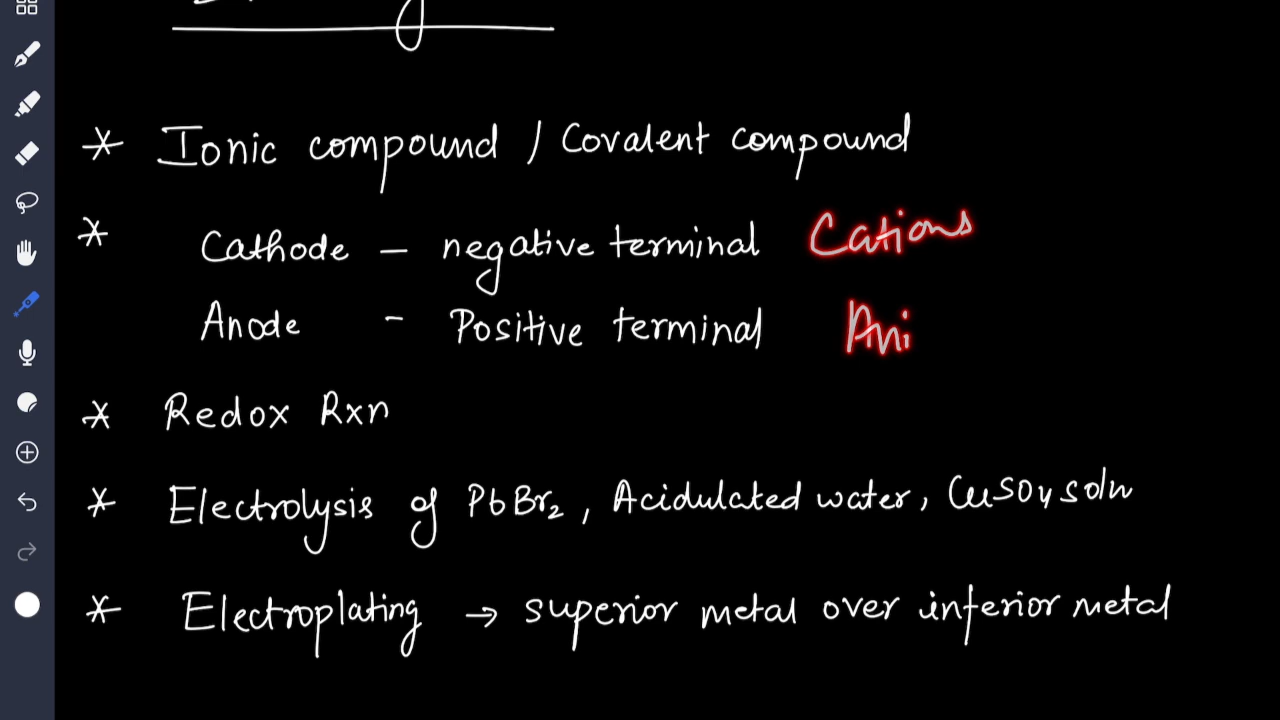 * Ionic compound / Covalent compound
* Cathode – negative terminal Cations
Anode - Positive terminal Ani
* Redox Rxn
* Electrolysis of PbBr₂, Acidulated water, CuSO₄ soln
* Electroplating → superior metal over inferior metal